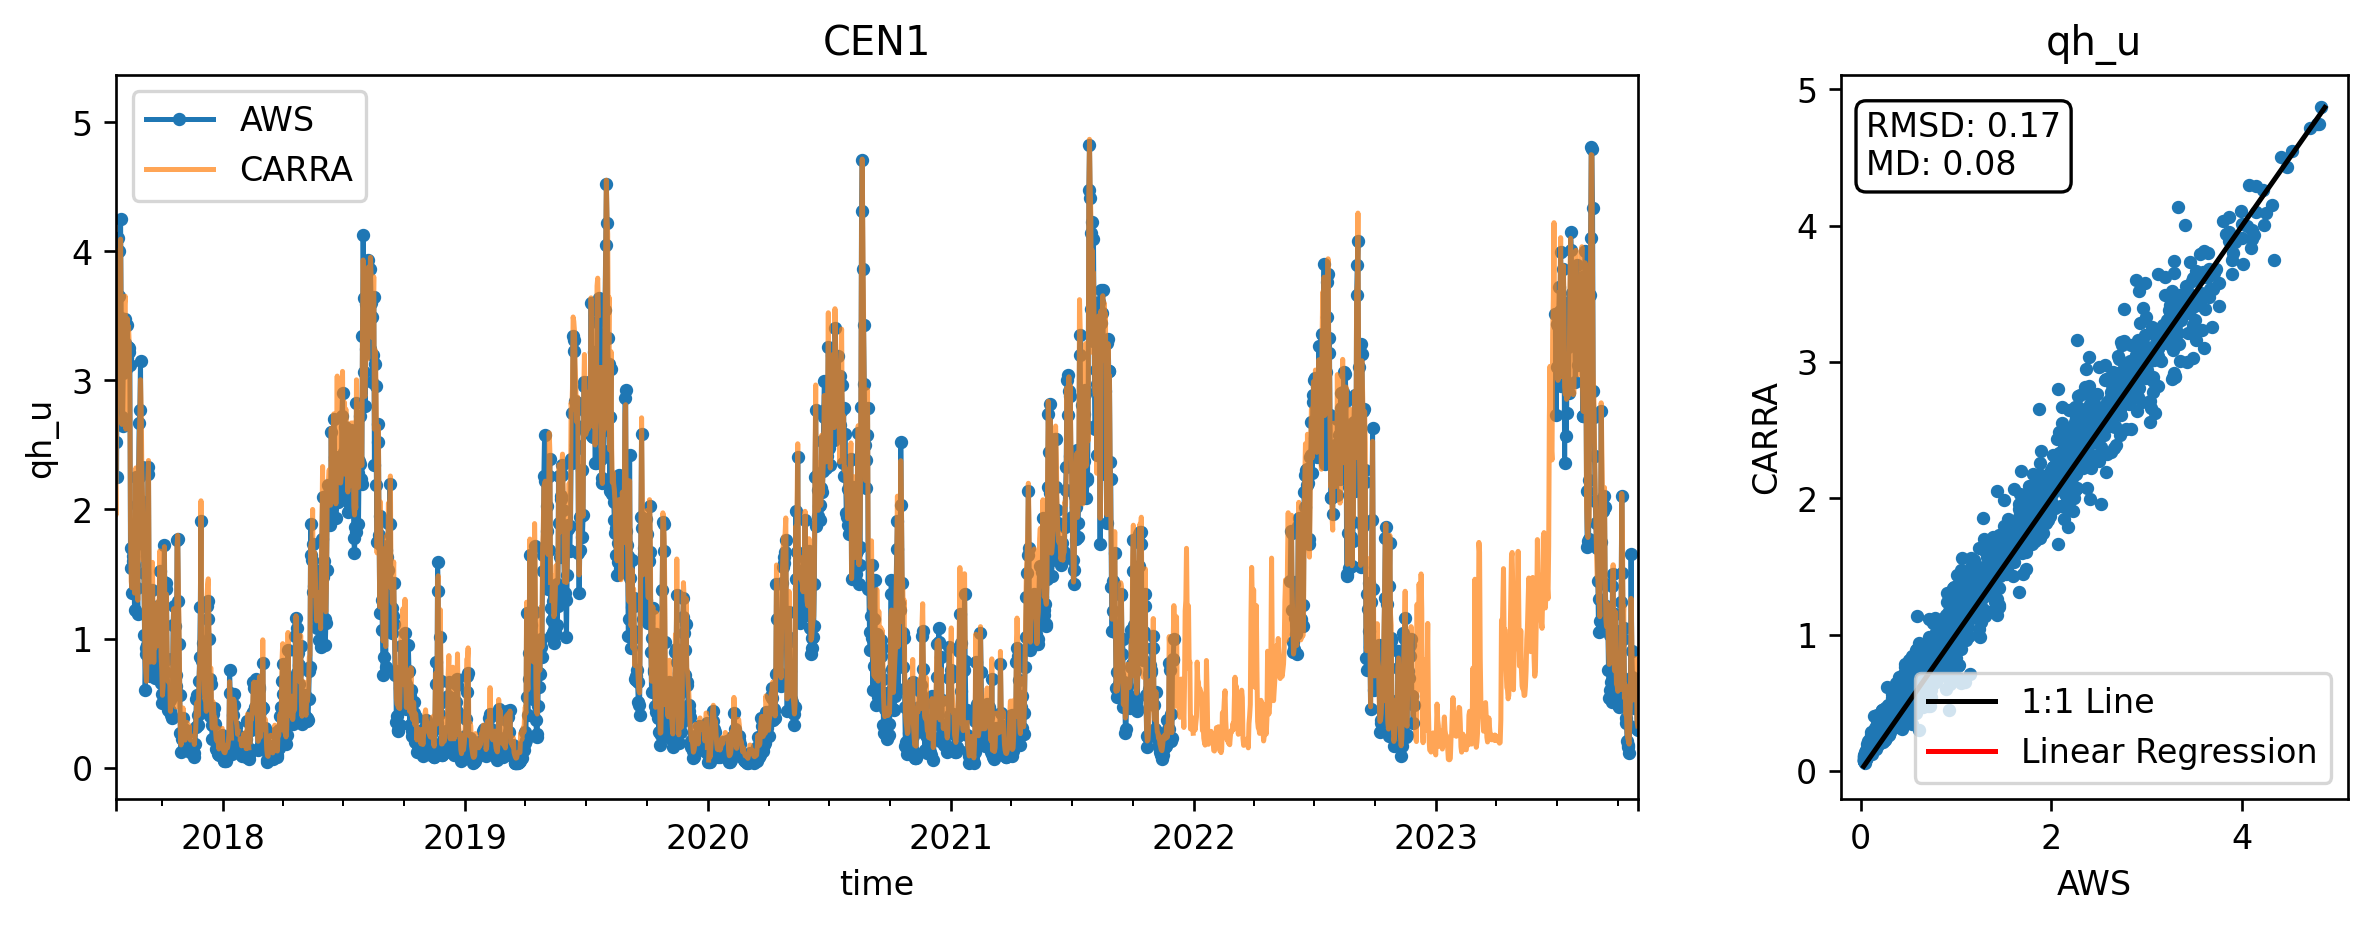 CEN1
AWS
CARRA
5
4
3
2
1
0
qh_u
2018 2019 2020 2021 2022 2023
time
qh_u
RMSD: 0.17
MD: 0.08
5
4
3
2
1
0
CARRA
1:1 Line
Linear Regression
0 2 4
AWS